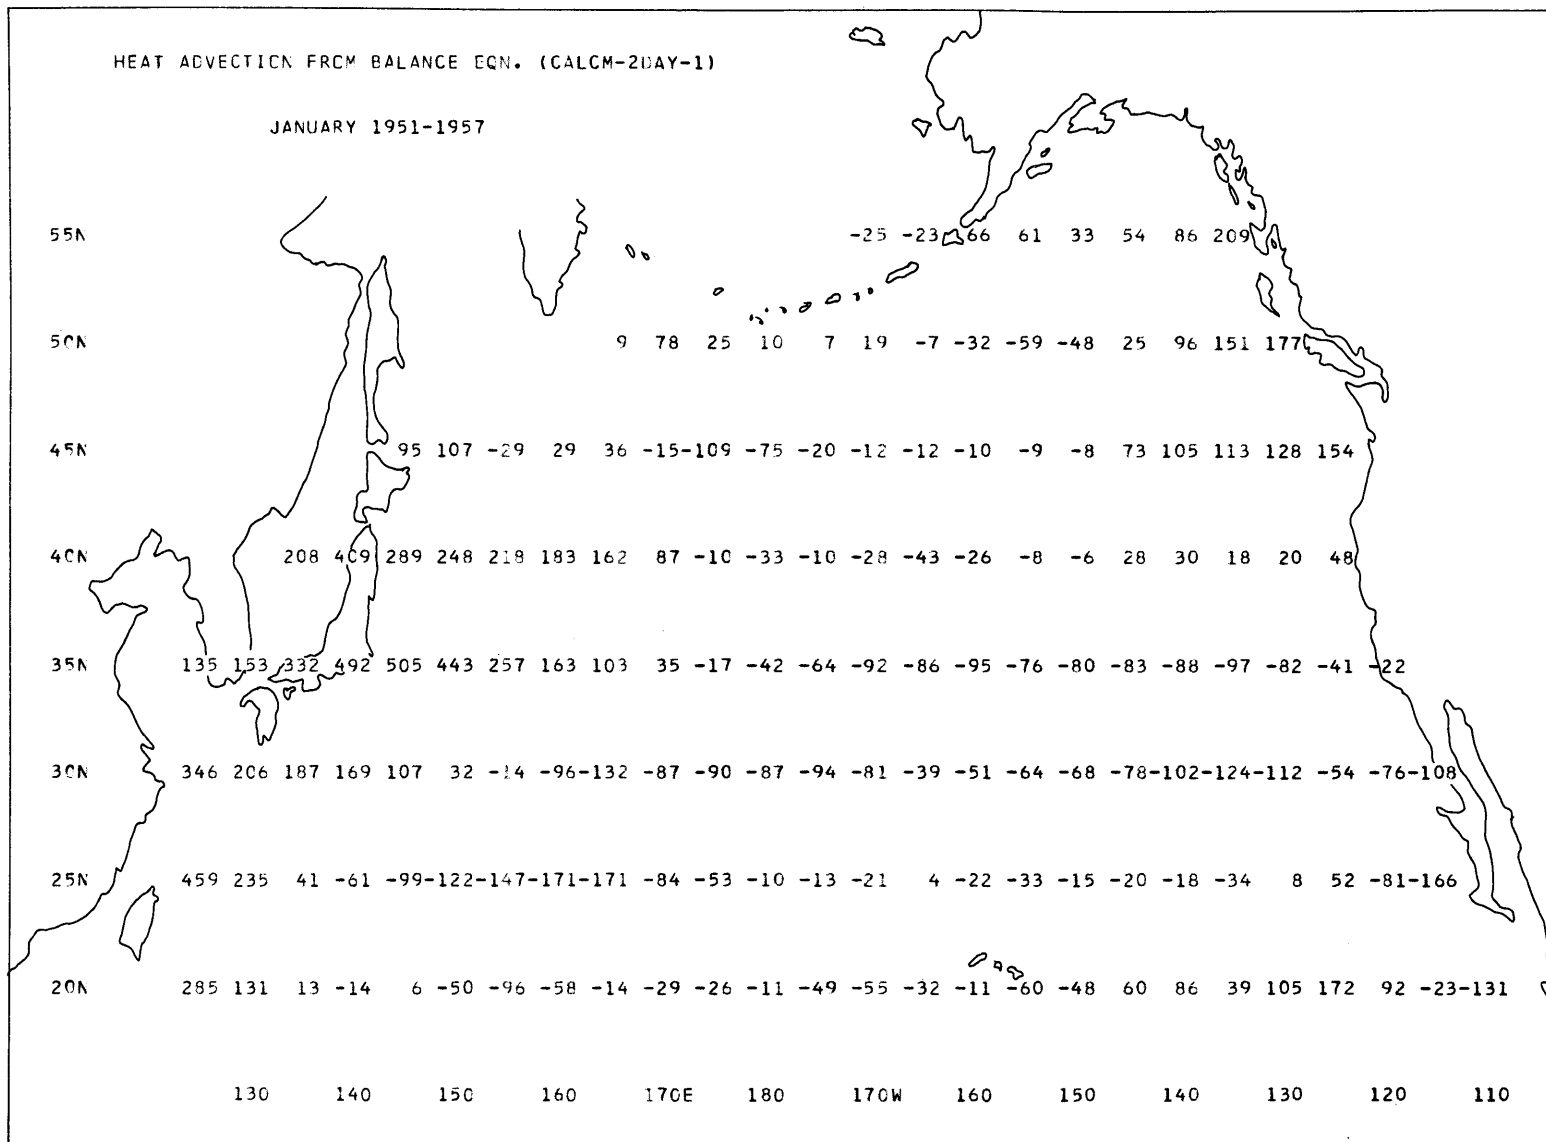 HEAT ADVECTION FROM BALANCE EQN. (CALCM-2DAY-1)
JANUARY 1951-1957
55N -25 -23 66 61 33 54 86 209
50N 9 78 25 10 7 19 -7 -32 -59 -48 25 96 151 177
45N 95 107 -29 29 36 -15-109 -75 -20 -12 -12 -10 -9 -8 73 105 113 128 154
40N 208 409 289 248 218 183 162 87 -10 -33 -10 -28 -43 -26 -8 -6 28 30 18 20 48
35N 135 153 332 492 505 443 257 163 103 35 -17 -42 -64 -92 -86 -95 -76 -80 -83 -88 -97 -82 -41 -22
30N 346 206 187 169 107 32 -14 -96-132 -87 -90 -87 -94 -81 -39 -51 -64 -68 -78-102-124-112 -54 -76-108
25N 459 235 41 -61 -99-122-147-171-171 -84 -53 -10 -13 -21 4 -22 -33 -15 -20 -18 -34 8 52 -81-166
20N 285 131 13 -14 6 -50 -96 -58 -14 -29 -26 -11 -49 -55 -32 -11 -60 -48 60 86 39 105 172 92 -23-131
130 140 150 160 170E 180 170W 160 150 140 130 120 110